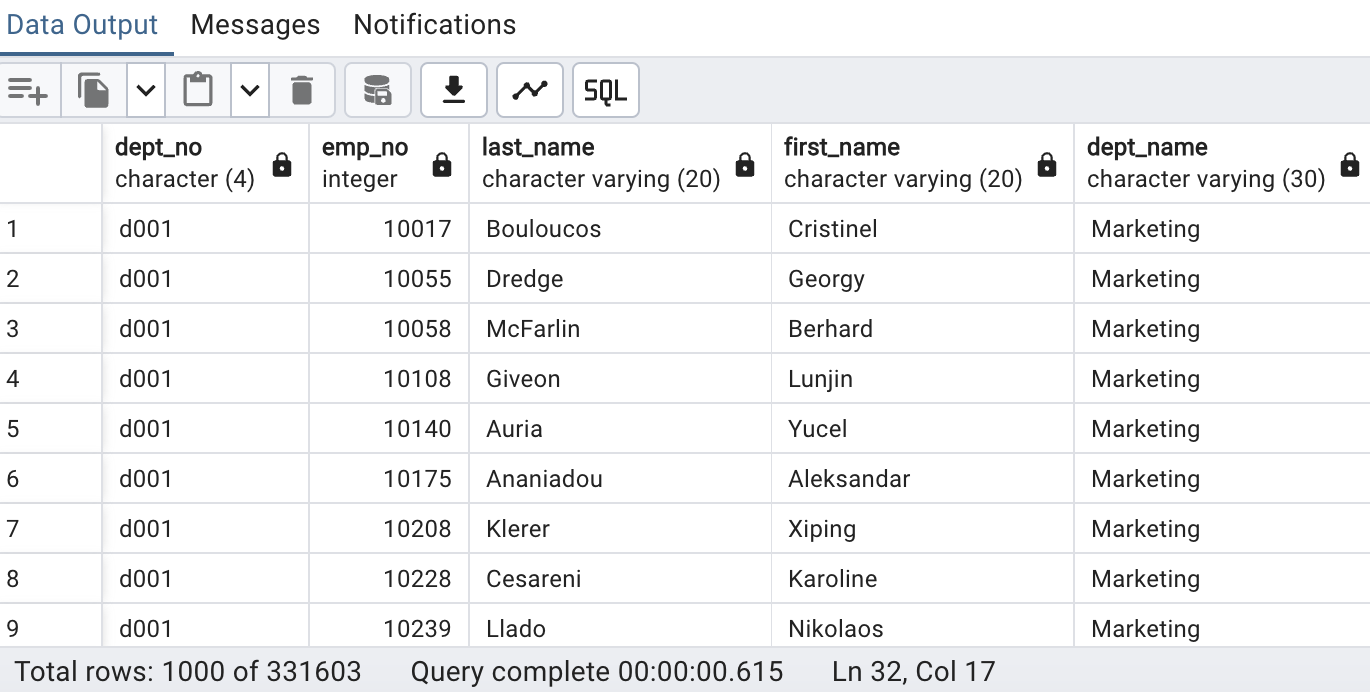 Data Output Messages Notifications
SQL
dept_no emp_no last_name first_name dept_name
character (4) integer character varying (20) character varying (20) character varying (30)
1 d001 10017 Bouloucos Cristinel Marketing
2 d001 10055 Dredge Georgy Marketing
3 d001 10058 McFarlin Berhard Marketing
4 d001 10108 Giveon Lunjin Marketing
5 d001 10140 Auria Yucel Marketing
6 d001 10175 Ananiadou Aleksandar Marketing
7 d001 10208 Klerer Xiping Marketing
8 d001 10228 Cesareni Karoline Marketing
9 d001 10239 Llado Nikolaos Marketing
Total rows: 1000 of 331603 Query complete 00:00:00.615 Ln 32, Col 17